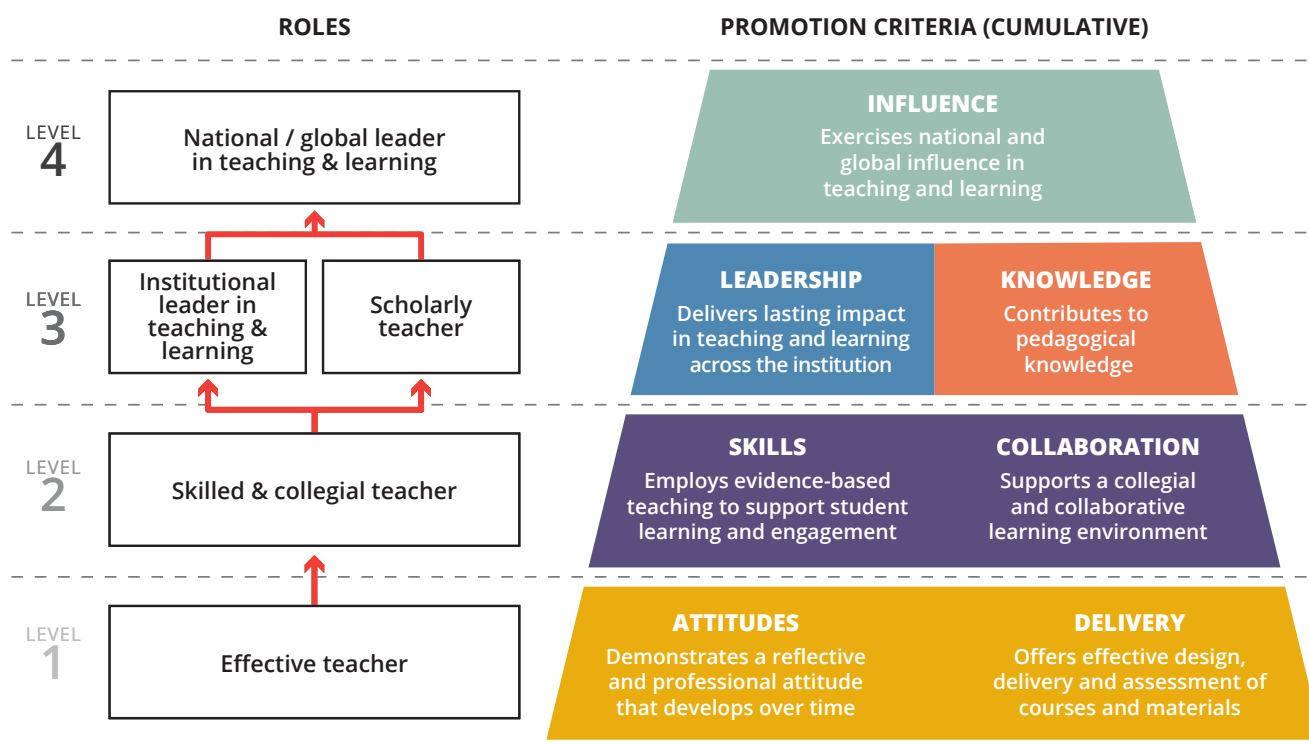 ROLES
PROMOTION CRITERIA (CUMULATIVE)
LEVEL
4
National / global leader
in teaching & learning
INFLUENCE
Exercises national and
global influence in
teaching and learning
LEVEL
3
Institutional
leader in
teaching &
learning
Scholarly
teacher
LEADERSHIP
Delivers lasting impact
in teaching and learning
across the institution
KNOWLEDGE
Contributes to
pedagogical
knowledge
LEVEL
2
Skilled & collegial teacher
SKILLS
Employs evidence-based
teaching to support student
learning and engagement
COLLABORATION
Supports a collegial
and collaborative
learning environment
LEVEL
1
Effective teacher
ATTITUDES
Demonstrates a reflective
and professional attitude
that develops over time
DELIVERY
Offers effective design,
delivery and assessment of
courses and materials